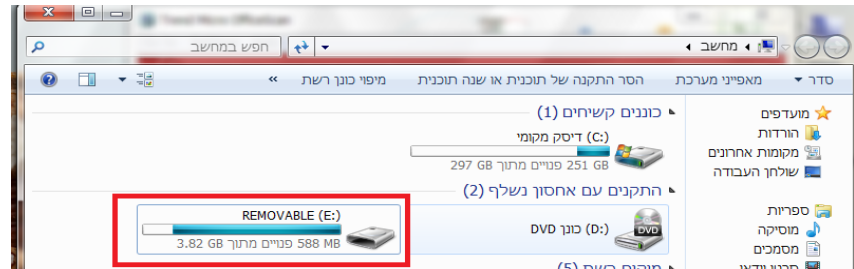 Trend Micro OfficeScan
מחשב
חפש במחשב
סדר
מאפייני מערכת
הסר התקנה של תוכנית או שנה תוכנית
מיפוי כונן רשת
»
מועדפים
הורדות
מקומות אחרונים
שולחן העבודה
ספריות
מוסיקה
מסמכים
כוננים קשיחים (1)
דיסק מקומי (C:)
251 GB פנויים מתוך 297 GB
התקנים עם אחסון נשלף (2)
כונן DVD (D:)
DVD
REMOVABLE (E:)
588 MB פנויים מתוך 3.82 GB